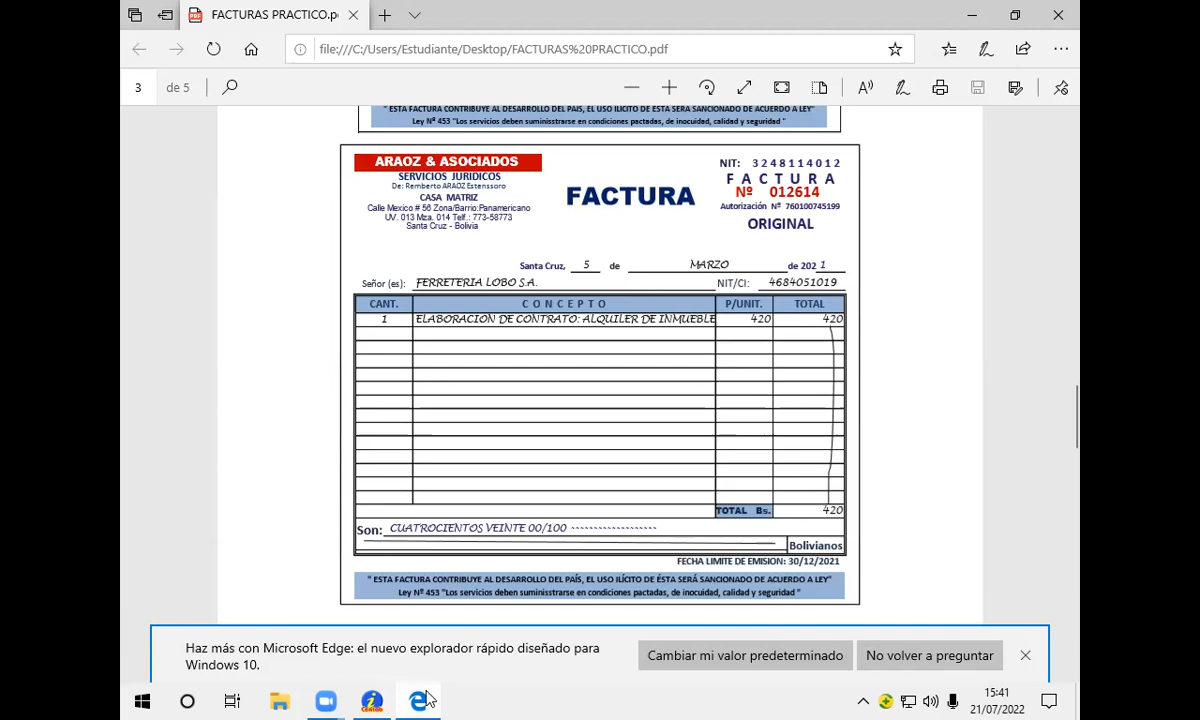 FACTURAS PRACTICO.p
file:///C:/Users/Estudiante/Desktop/FACTURAS%20PRACTICO.pdf
3 de 5
" ESTA FACTURA CONTRIBUYE AL DESARROLLO DEL PAIS, EL USO ILICITO DE ESTA SERA SANCIONADO DE ACUERDO A LEY"
Ley Nº 453 "Los servicios deben suministrarse en condiciones pactadas, de inocuidad, calidad y seguridad "
ARAOZ & ASOCIADOS
SERVICIOS JURIDICOS
De: Remberto ARAOZ Estenssoro
CASA MATRIZ
Calle Mexico # 56 Zona/Barrio:Panamericano
UV. 013 Mza. 014 Telf.: 773-58773
Santa Cruz - Bolivia
FACTURA
NIT: 3248114012
FACTURA
Nº 012614
Autorización Nº 760100745199
ORIGINAL
Santa Cruz, 5 de MARZO de 2021
Señor (es): FERRETERIA LOBO S.A. NIT/CI: 4684051019
CANT. CONCEPTO P/UNIT. TOTAL
1 ELABORACION DE CONTRATO: ALQUILER DE INMUEBLE 420 420
TOTAL Bs. 420
Son: CUATROCIENTOS VEINTE 00/100 -------------------
Bolivianos
FECHA LIMITE DE EMISION: 30/12/2021
" ESTA FACTURA CONTRIBUYE AL DESARROLLO DEL PAÍS, EL USO ILÍCITO DE ÉSTA SERÁ SANCIONADO DE ACUERDO A LEY"
Ley Nº 453 "Los servicios deben suminisstrarse en condiciones pactadas, de inocuidad, calidad y seguridad "
Haz más con Microsoft Edge: el nuevo explorador rápido diseñado para
Windows 10.
Cambiar mi valor predeterminado
No volver a preguntar
15:41
21/07/2022